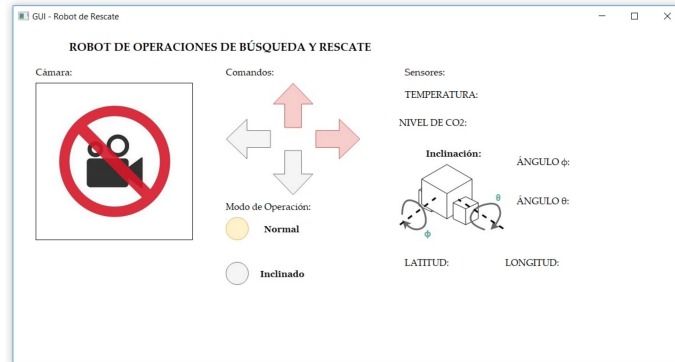 GUI - Robot de Rescate
ROBOT DE OPERACIONES DE BÚSQUEDA Y RESCATE
Cámara:
Comandos:
Sensores:
TEMPERATURA:
NIVEL DE CO2:
Inclinación:
ÁNGULO ϕ:
ÁNGULO θ:
θ
ϕ
Modo de Operación:
Normal
Inclinado
LATITUD:
LONGITUD: